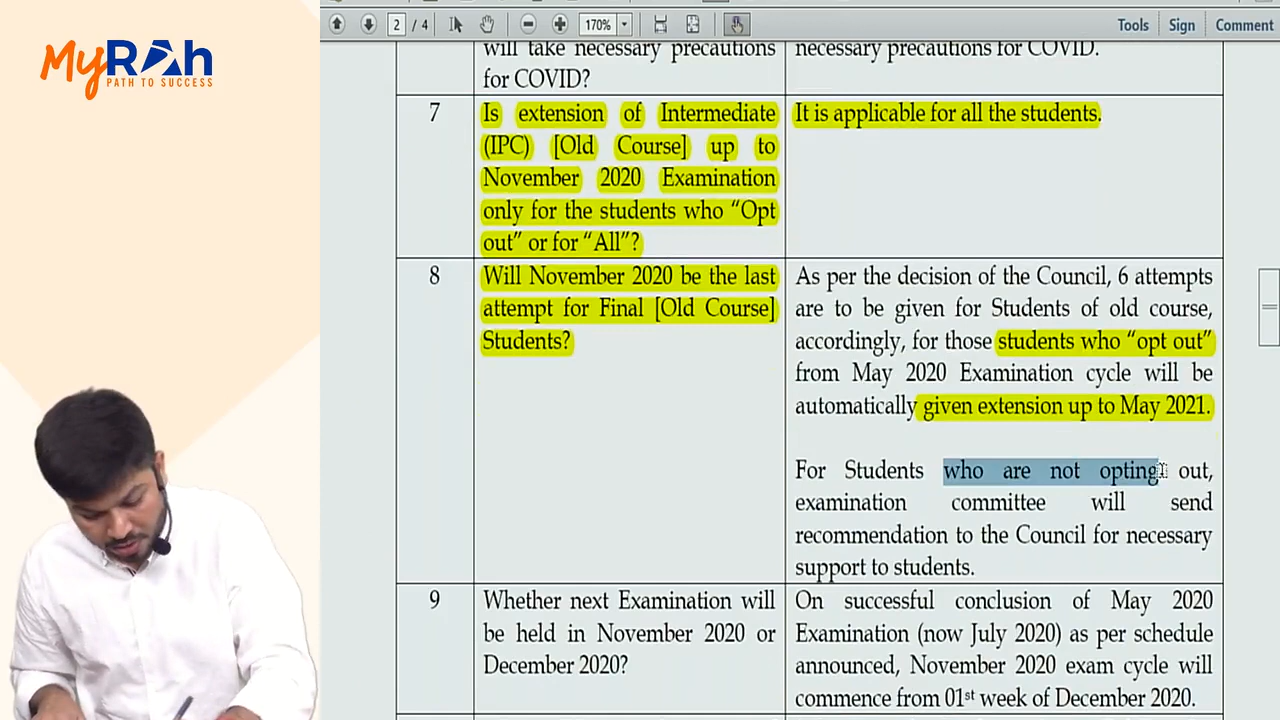 MyRAh
PATH TO SUCCESS
2 / 4
170%
Tools
Sign
Comment
will take necessary precautions
for COVID?
necessary precautions for COVID.
7
Is extension of Intermediate
(IPC) [Old Course] up to
November 2020 Examination
only for the students who “Opt
out” or for “All”?
It is applicable for all the students.
8
Will November 2020 be the last
attempt for Final [Old Course]
Students?
As per the decision of the Council, 6 attempts
are to be given for Students of old course,
accordingly, for those students who “opt out”
from May 2020 Examination cycle will be
automatically given extension up to May 2021.
For Students who are not opting out,
examination committee will send
recommendation to the Council for necessary
support to students.
9
Whether next Examination will
be held in November 2020 or
December 2020?
On successful conclusion of May 2020
Examination (now July 2020) as per schedule
announced, November 2020 exam cycle will
commence from 01st week of December 2020.